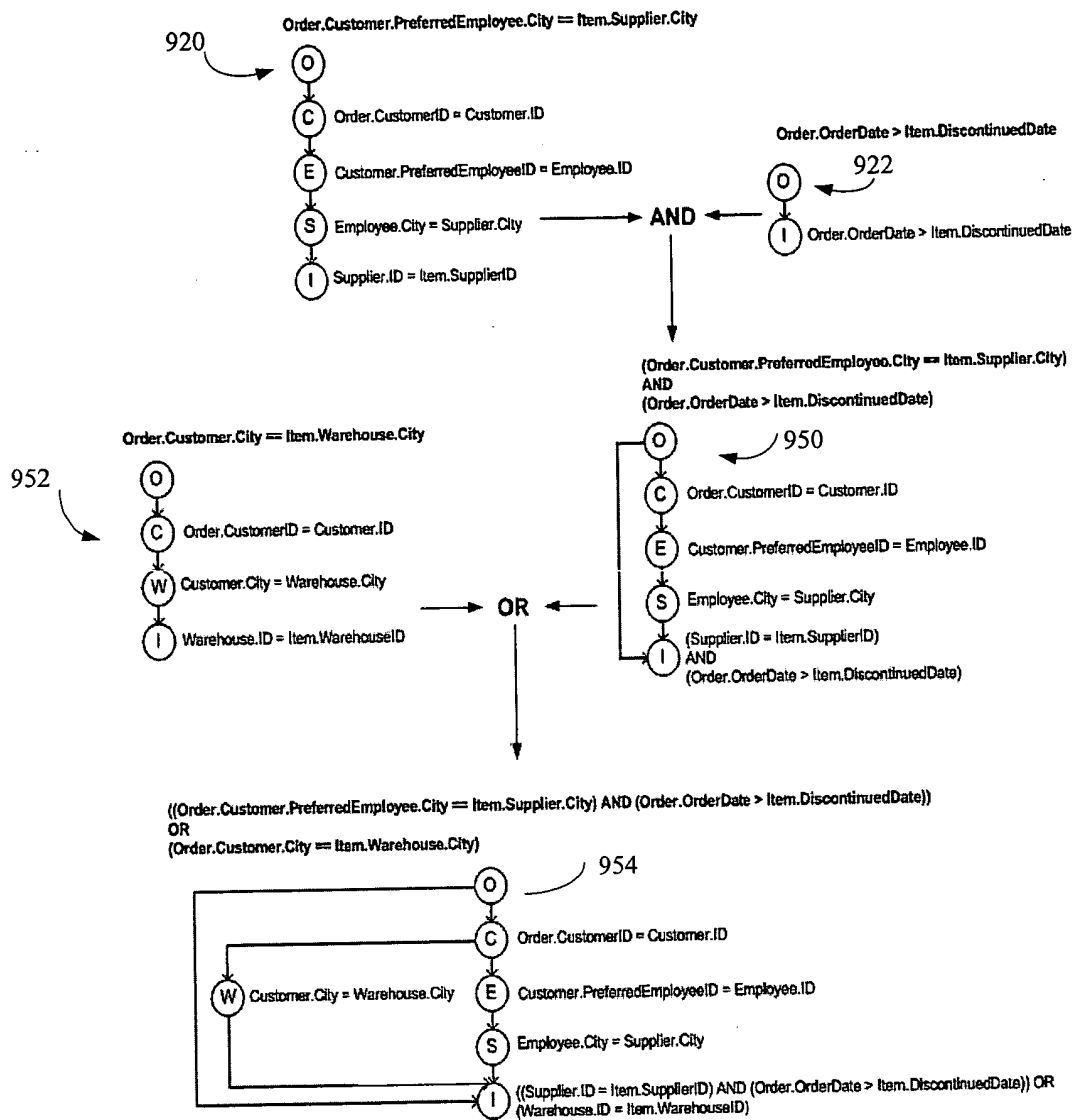 Order.Customer.PreferredEmployee.City == Item.Supplier.City
920
O
C Order.CustomerID = Customer.ID
E Customer.PreferredEmployeeID = Employee.ID
S Employee.City = Supplier.City
I Supplier.ID = Item.SupplierID
AND
Order.OrderDate > Item.DiscontinuedDate
922
O
I Order.OrderDate > Item.DiscontinuedDate
(Order.Customer.PreferredEmployee.City == Item.Supplier.City)
AND
(Order.OrderDate > Item.DiscontinuedDate)
950
O
C Order.CustomerID = Customer.ID
E Customer.PreferredEmployeeID = Employee.ID
S Employee.City = Supplier.City
(Supplier.ID = Item.SupplierID)
I AND
(Order.OrderDate > Item.DiscontinuedDate)
Order.Customer.City == Item.Warehouse.City
952
O
C Order.CustomerID = Customer.ID
W Customer.City = Warehouse.City
I Warehouse.ID = Item.WarehouseID
OR
((Order.Customer.PreferredEmployee.City == Item.Supplier.City) AND (Order.OrderDate > Item.DiscontinuedDate))
OR
(Order.Customer.City == Item.Warehouse.City)
954
O
C Order.CustomerID = Customer.ID
W Customer.City = Warehouse.City
E Customer.PreferredEmployeeID = Employee.ID
S Employee.City = Supplier.City
I ((Supplier.ID = Item.SupplierID) AND (Order.OrderDate > Item.DiscontinuedDate)) OR
(Warehouse.ID = Item.WarehouseID)